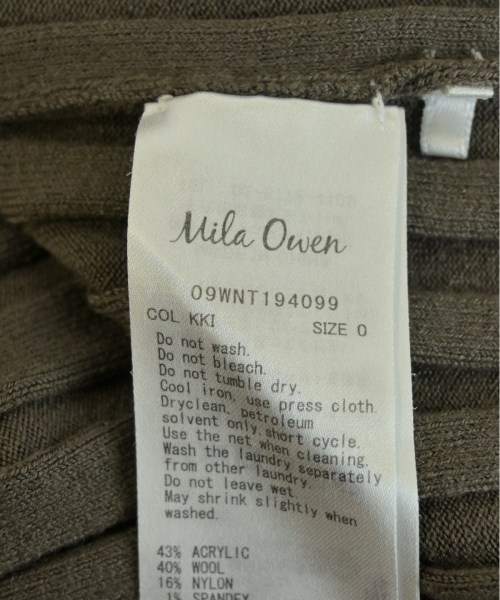 Mila Owen
09WNT194099
COL KKI SIZE 0
Do not wash.
Do not bleach.
Do not tumble dry.
Cool iron, use press cloth.
Dryclean, petroleum
solvent only,short cycle.
Use the net when cleaning.
Wash the laundry separately
from other laundry.
Do not leave wet.
May shrink slightly when
washed.
43% ACRYLIC
40% WOOL
16% NYLON
1% SPANDEX